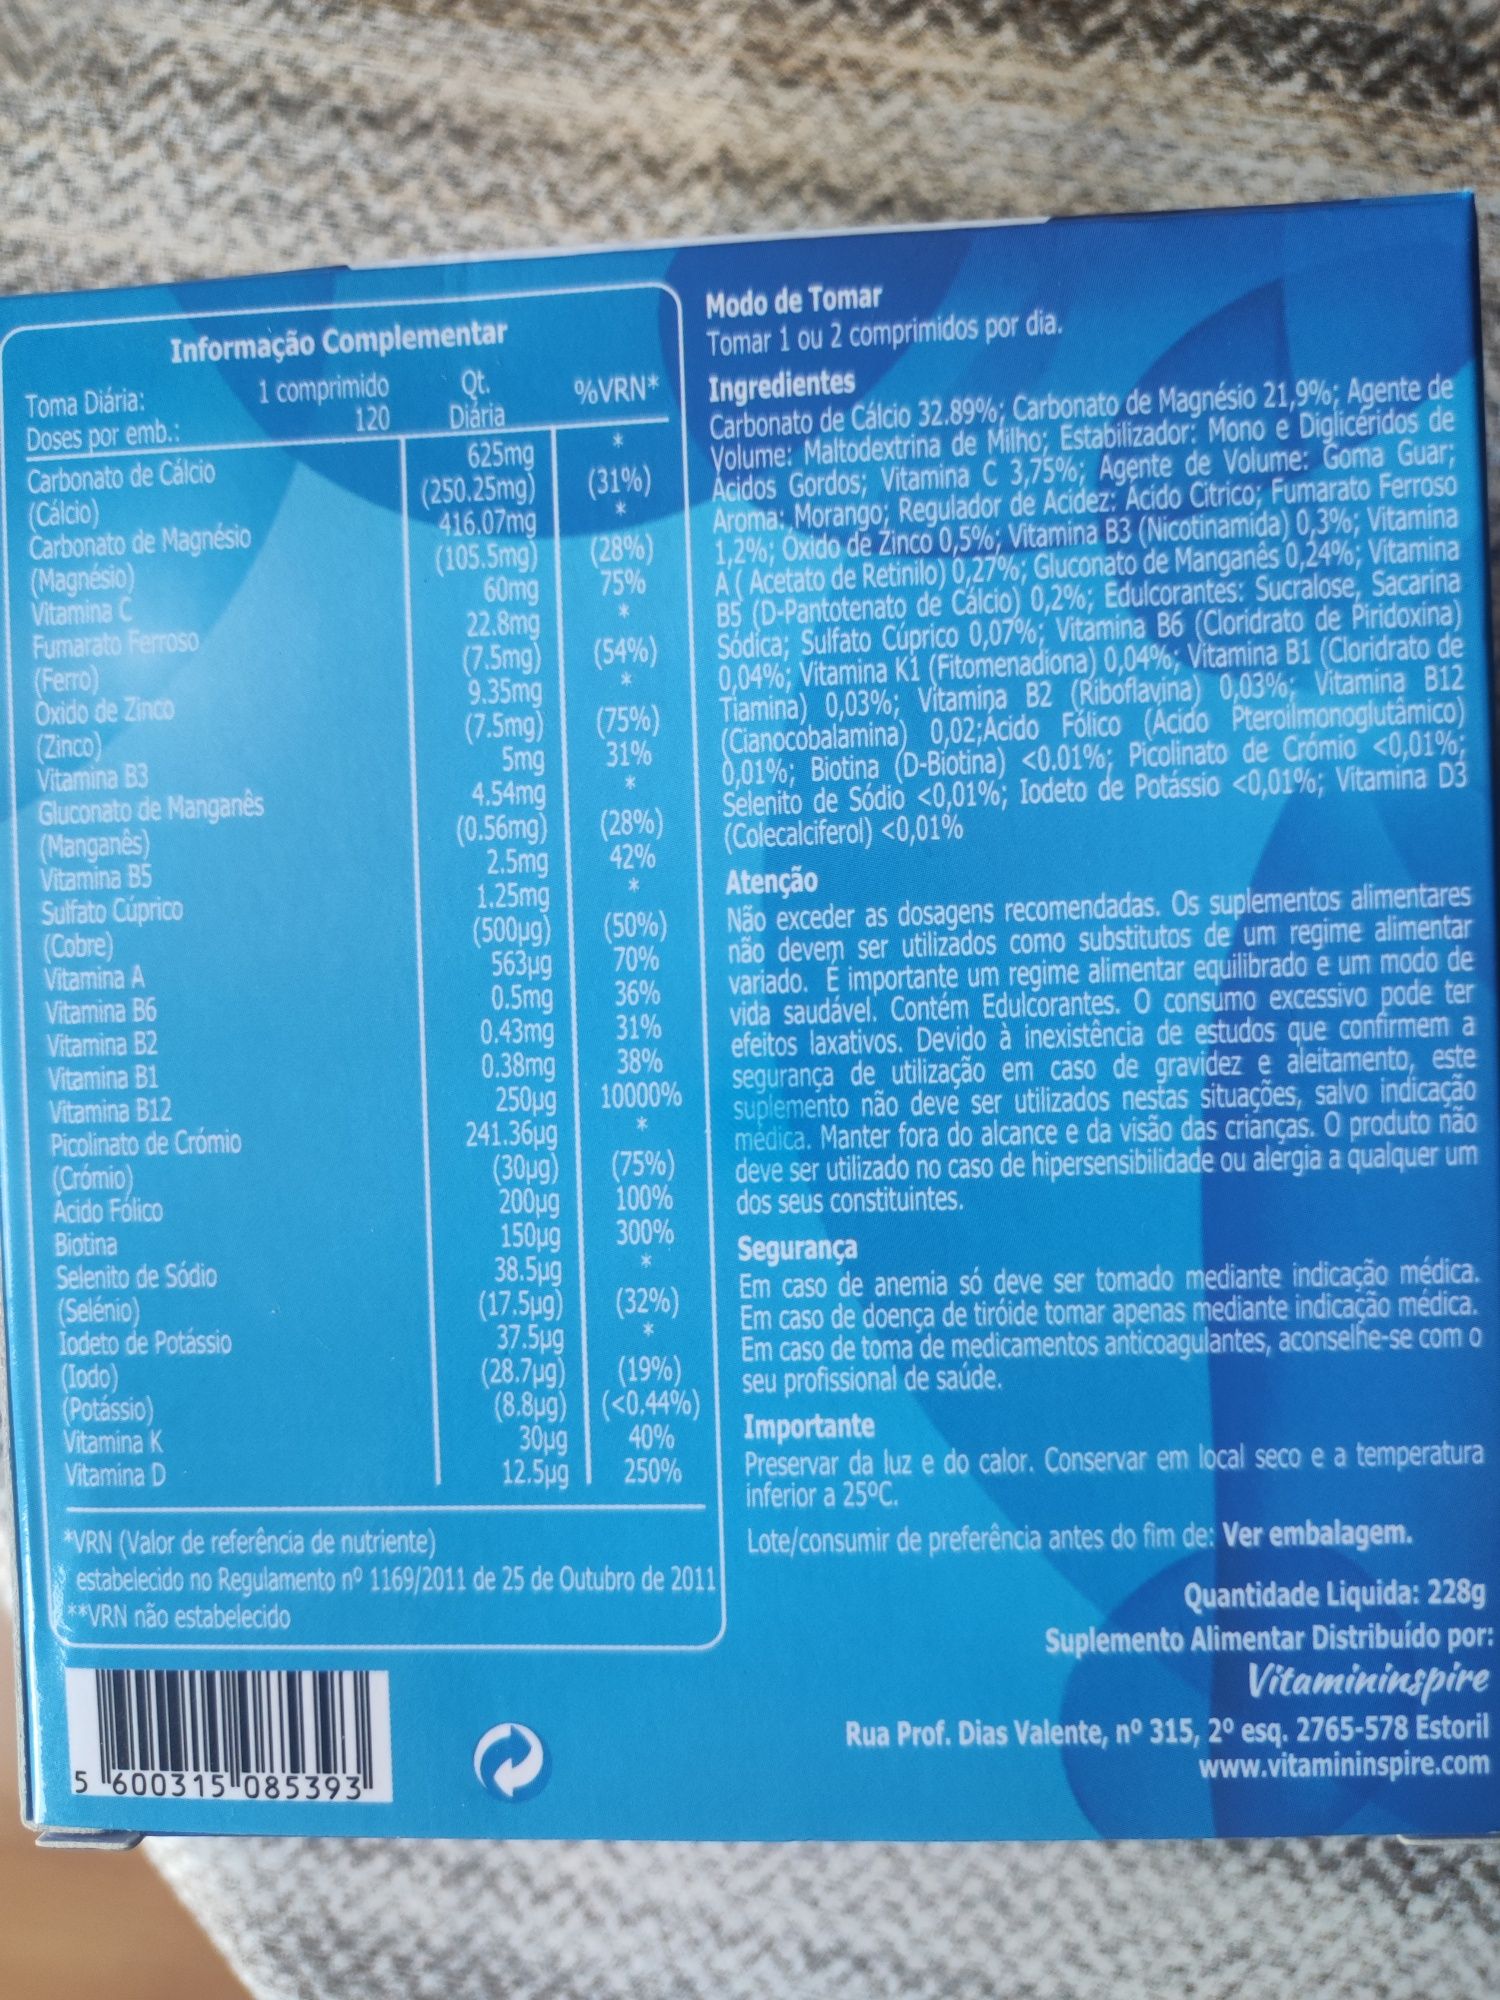 Informação Complementar
Toma Diária: 1 comprimido Qt. %VRN*
Doses por emb.: 120 Diária
Carbonato de Cálcio 625mg *
(Cálcio) (250.25mg) (31%)
Carbonato de Magnésio 416.07mg *
(Magnésio) (105.5mg) (28%)
Vitamina C 60mg 75%
Fumarato Ferroso 22.8mg *
(Ferro) (7.5mg) (54%)
Óxido de Zinco 9.35mg *
(Zinco) (7.5mg) (75%)
Vitamina B3 5mg 31%
Gluconato de Manganês 4.54mg *
(Manganês) (0.56mg) (28%)
Vitamina B5 2.5mg 42%
Sulfato Cúprico 1.25mg *
(Cobre) (500µg) (50%)
Vitamina A 563µg 70%
Vitamina B6 0.5mg 36%
Vitamina B2 0.43mg 31%
Vitamina B1 0.38mg 38%
Vitamina B12 250µg 10000%
Picolinato de Crómio 241.36µg *
(Crómio) (30µg) (75%)
Ácido Fólico 200µg 100%
Biotina 150µg 300%
Selenito de Sódio 38.5µg *
(Selénio) (17.5µg) (32%)
Iodeto de Potássio 37.5µg *
(Iodo) (28.7µg) (19%)
(Potássio) (8.8µg) (<0.44%)
Vitamina K 30µg 40%
Vitamina D 12.5µg 250%
*VRN (Valor de referência de nutriente)
estabelecido no Regulamento nº 1169/2011 de 25 de Outubro de 2011
**VRN não estabelecido
5 600315 085393
Modo de Tomar
Tomar 1 ou 2 comprimidos por dia.
Ingredientes
Carbonato de Cálcio 32.89%; Carbonato de Magnésio 21,9%; Agente de
Volume: Maltodextrina de Milho; Estabilizador: Mono e Diglicéridos de
Ácidos Gordos; Vitamina C 3,75%; Agente de Volume: Goma Guar;
Aroma: Morango; Regulador de Acidez: Ácido Cítrico; Fumarato Ferroso
1,2%; Óxido de Zinco 0,5%; Vitamina B3 (Nicotinamida) 0,3%; Vitamina
A ( Acetato de Retinilo) 0,27%; Gluconato de Manganês 0,24%; Vitamina
B5 (D-Pantotenato de Cálcio) 0,2%; Edulcorantes: Sucralose, Sacarina
Sódica; Sulfato Cúprico 0,07%; Vitamina B6 (Cloridrato de Piridoxina)
0,04%; Vitamina K1 (Fitomenadiona) 0,04%; Vitamina B1 (Cloridrato de
Tiamina) 0,03%; Vitamina B2 (Riboflavina) 0,03%; Vitamina B12
(Cianocobalamina) 0,02;Ácido Fólico (Ácido Pteroilmonoglutâmico)
0,01%; Biotina (D-Biotina) <0.01%; Picolinato de Crómio <0,01%;
Selenito de Sódio <0,01%; Iodeto de Potássio <0,01%; Vitamina D3
(Colecalciferol) <0,01%
Atenção
Não exceder as dosagens recomendadas. Os suplementos alimentares
não devem ser utilizados como substitutos de um regime alimentar
variado. É importante um regime alimentar equilibrado e um modo de
vida saudável. Contém Edulcorantes. O consumo excessivo pode ter
efeitos laxativos. Devido à inexistência de estudos que confirmem a
segurança de utilização em caso de gravidez e aleitamento, este
suplemento não deve ser utilizados nestas situações, salvo indicação
médica. Manter fora do alcance e da visão das crianças. O produto não
deve ser utilizado no caso de hipersensibilidade ou alergia a qualquer um
dos seus constituintes.
Segurança
Em caso de anemia só deve ser tomado mediante indicação médica.
Em caso de doença de tiróide tomar apenas mediante indicação médica.
Em caso de toma de medicamentos anticoagulantes, aconselhe-se com o
seu profissional de saúde.
Importante
Preservar da luz e do calor. Conservar em local seco e a temperatura
inferior a 25ºC.
Lote/consumir de preferência antes do fim de: Ver embalagem.
Quantidade Liquida: 228g
Suplemento Alimentar Distribuído por:
Vitamininspire
Rua Prof. Dias Valente, nº 315, 2º esq. 2765-578 Estoril
www.vitamininspire.com